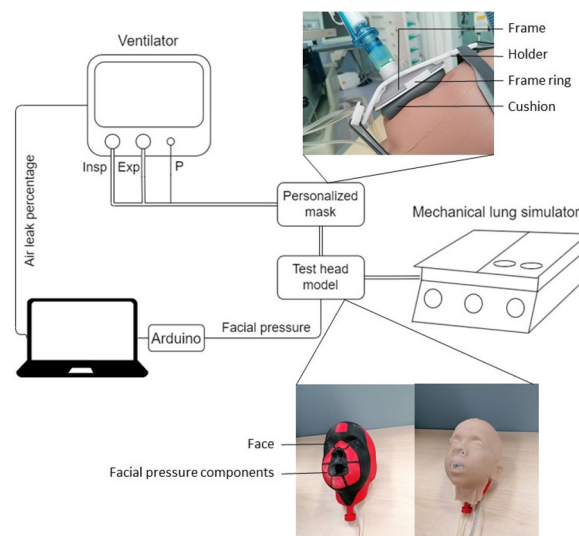 Ventilator
Insp Exp P
Air leak percentage
Frame
Holder
Frame ring
Cushion
Personalized
mask
Mechanical lung simulator
Test head
model
Arduino
Facial pressure
Face
Facial pressure components